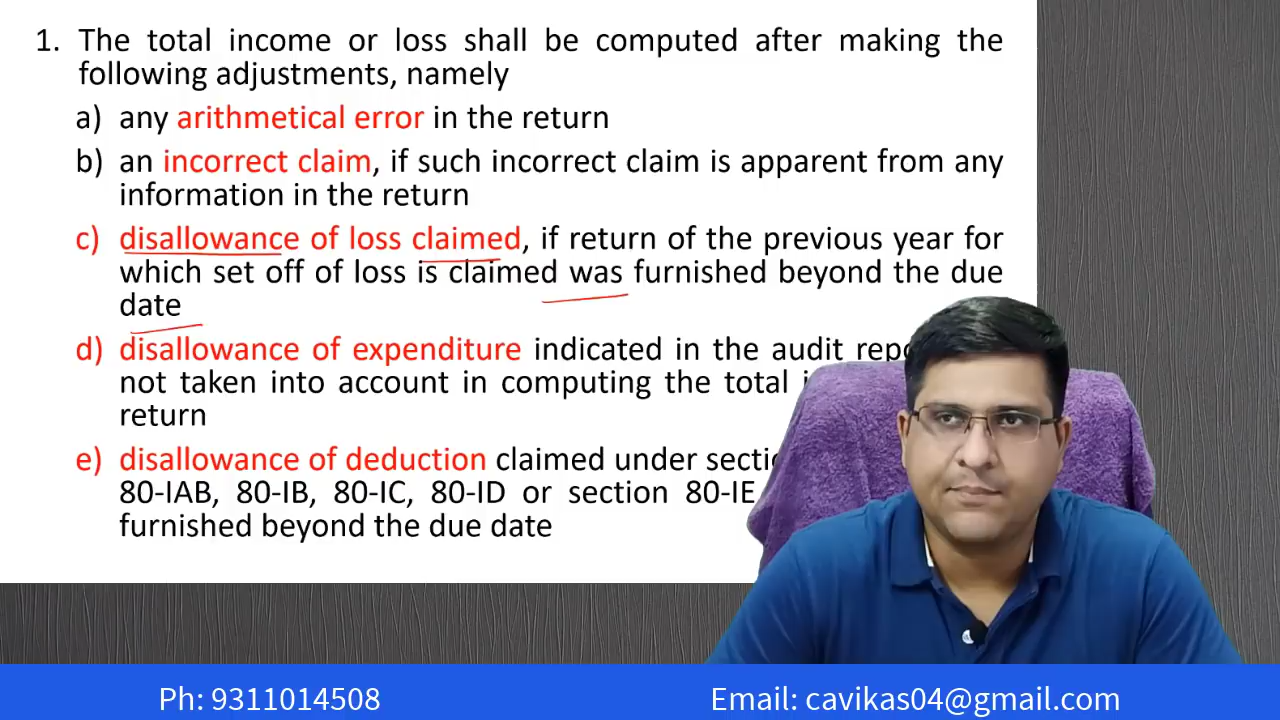 1. The total income or loss shall be computed after making the
following adjustments, namely
a) any arithmetical error in the return
b) an incorrect claim, if such incorrect claim is apparent from any
information in the return
c) disallowance of loss claimed, if return of the previous year for
which set off of loss is claimed was furnished beyond the due
date
d) disallowance of expenditure indicated in the audit
not taken into account in computing the total
return
e) disallowance of deduction claimed under
80-IAB, 80-IB, 80-IC, 80-ID or section 80-IE
furnished beyond the due date
Ph: 9311014508
Email: cavikas04@gmail.com